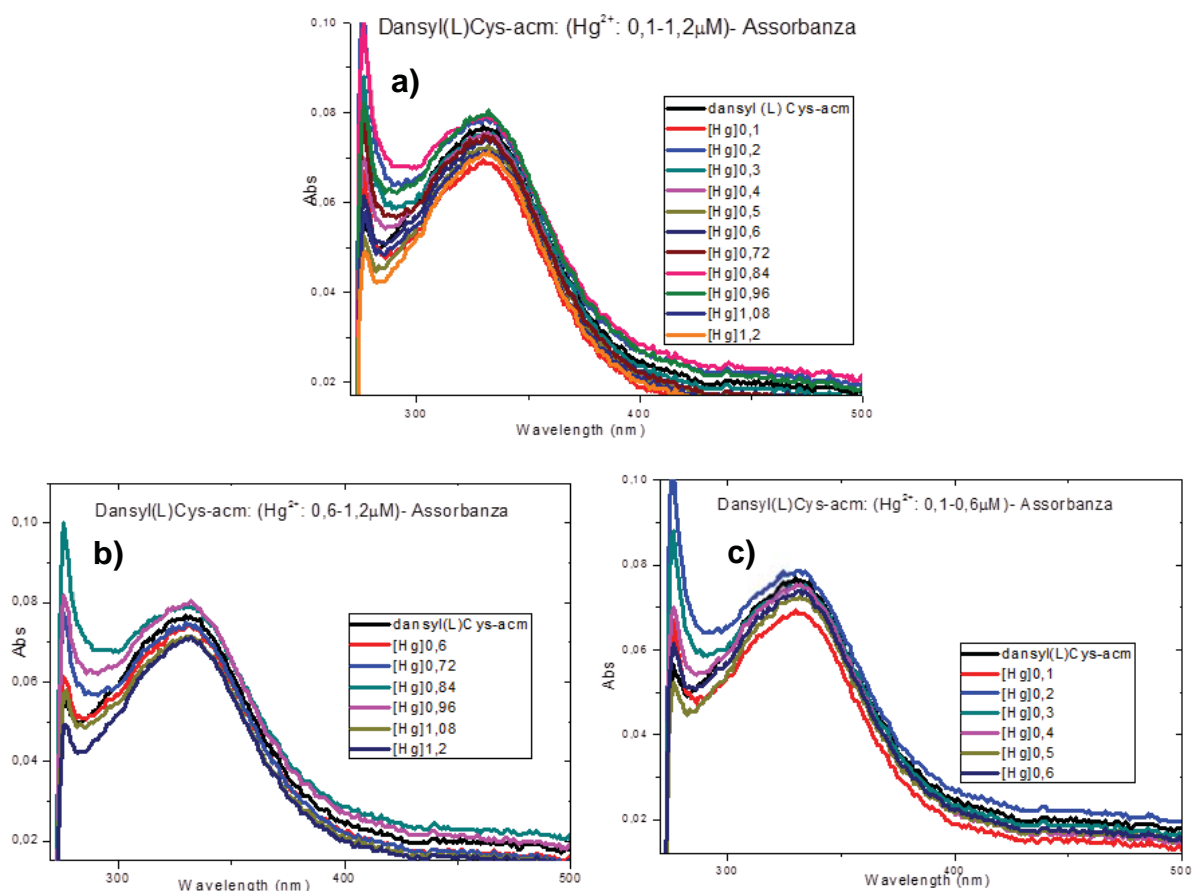 Dansyl(L)Cys-acm: (Hg²⁺: 0,1-1,2μM)- Assorbanza
a)
0,10
0,08
0,06
0,04
0,02
Abs
dansyl (L) Cys-acm
[Hg]0,1
[Hg]0,2
[Hg]0,3
[Hg]0,4
[Hg]0,5
[Hg]0,6
[Hg]0,72
[Hg]0,84
[Hg]0,96
[Hg]1,08
[Hg]1,2
300
400
500
Wavelength (nm)
Dansyl(L)Cys-acm: (Hg²⁺: 0,6-1,2μM)- Assorbanza
b)
0,10
0,08
0,06
0,04
0,02
Abs
dansyl(L)Cys-acm
[Hg]0,6
[Hg]0,72
[Hg]0,84
[Hg]0,96
[Hg]1,08
[Hg]1,2
300
400
500
Wavelength (nm)
Dansyl(L)Cys-acm: (Hg²⁺: 0,1-0,6μM)- Assorbanza
c)
0,10
0,08
0,06
0,04
0,02
Abs
dansyl(L)Cys-acm
[Hg]0,1
[Hg]0,2
[Hg]0,3
[Hg]0,4
[Hg]0,5
[Hg]0,6
300
400
500
Wavelength (nm)